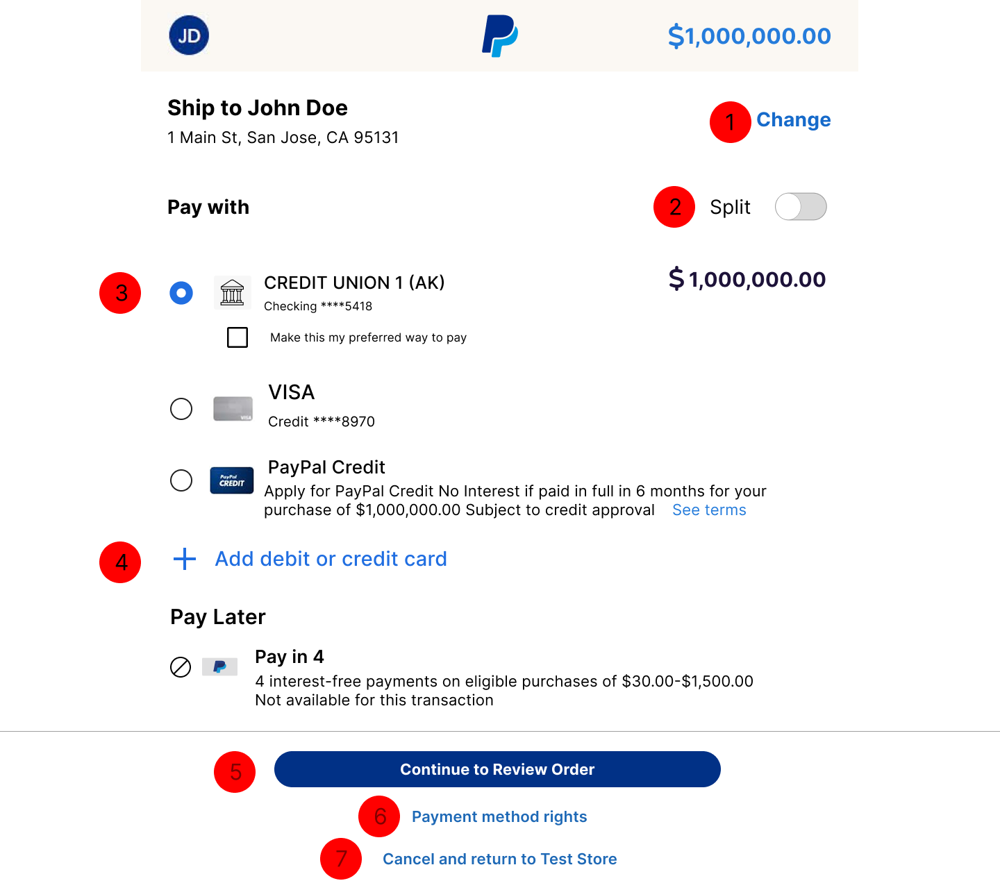 JD
$1,000,000.00
Ship to John Doe
1 Change
1 Main St, San Jose, CA 95131
Pay with
2 Split
3
CREDIT UNION 1 (AK)
$ 1,000,000.00
Checking ****5418
Make this my preferred way to pay
VISA
VISA
Credit ****8970
PayPal Credit
PayPal
CREDIT
Apply for PayPal Credit No Interest if paid in full in 6 months for your
purchase of $1,000,000.00 Subject to credit approval See terms
4 Add debit or credit card
Pay Later
Pay in 4
4 interest-free payments on eligible purchases of $30.00-$1,500.00
Not available for this transaction
5 Continue to Review Order
6 Payment method rights
7 Cancel and return to Test Store